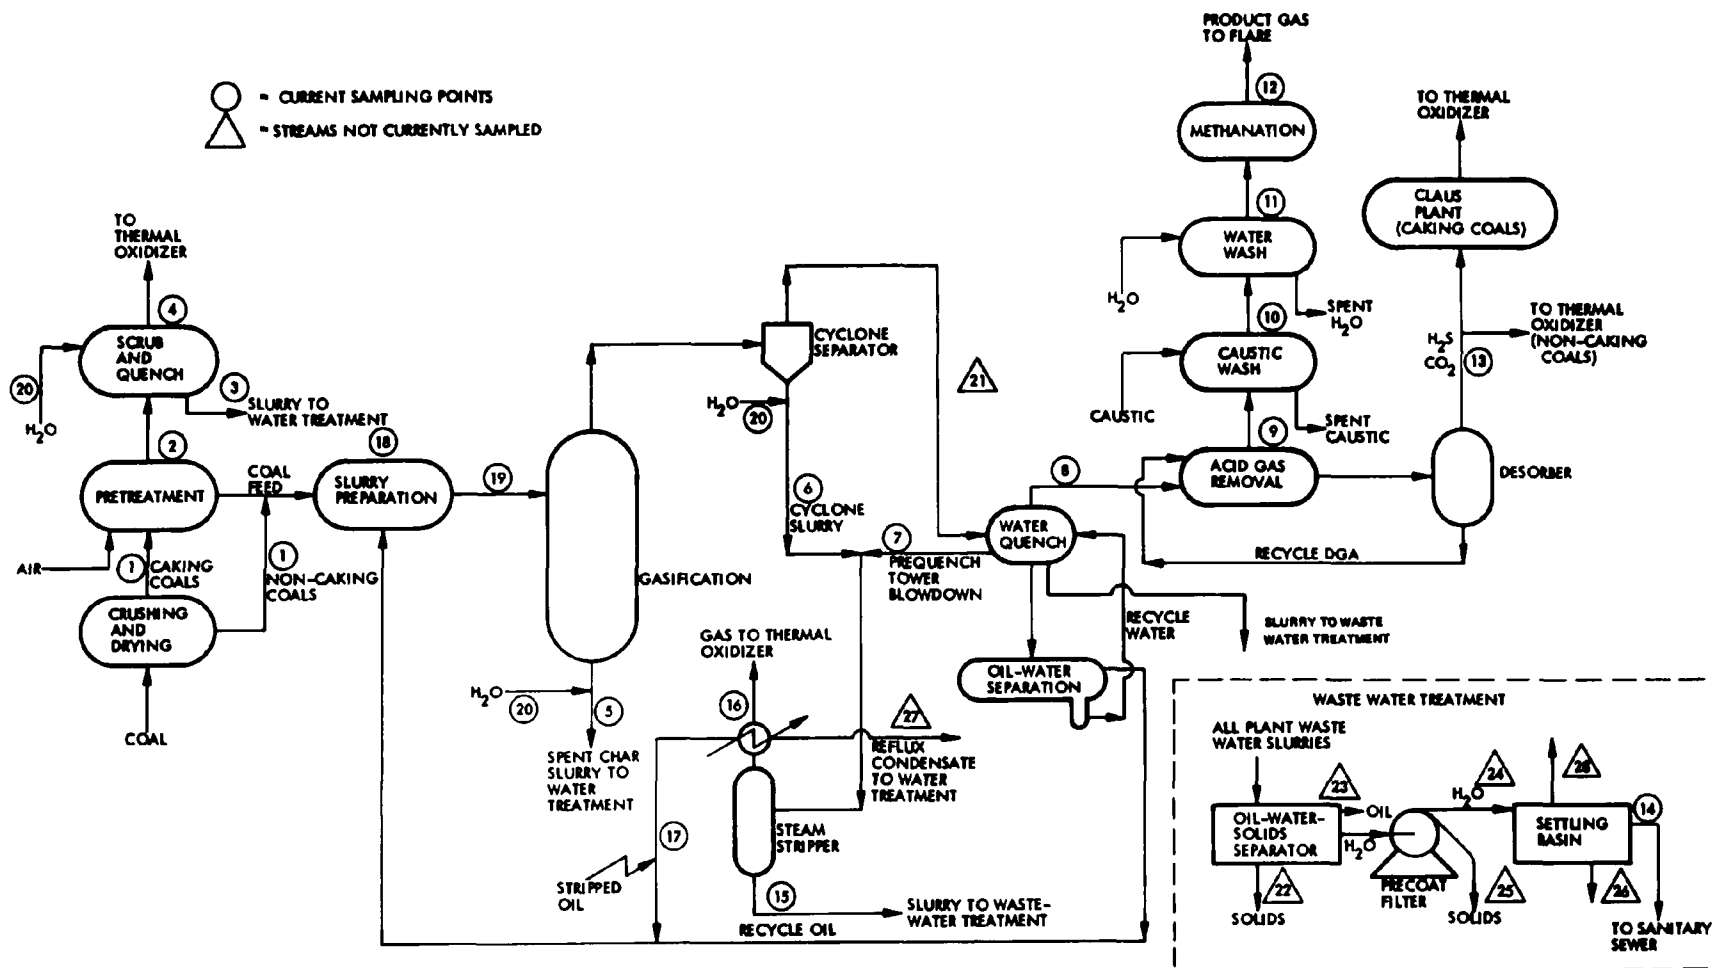 PRODUCT GAS
TO FLARE
12
METHANATION
11
WATER
WASH
H2O
SPENT
H2O
10
CAUSTIC
WASH
CAUSTIC
SPENT
CAUSTIC
9
ACID GAS
REMOVAL
8
TO THERMAL
OXIDIZER
CLAUS
PLANT
(CAKING COALS)
TO THERMAL
OXIDIZER
(NON-CAKING
COALS)
H2S
CO2
13
DESORBER
RECYCLE DGA
= CURRENT SAMPLING POINTS
= STREAMS NOT CURRENTLY SAMPLED
TO
THERMAL
OXIDIZER
4
SCRUB
AND
QUENCH
20
H2O
3
SLURRY TO
WATER TREATMENT
2
PRETREATMENT
AIR
1
CAKING
COALS
1
NON-CAKING
COALS
CRUSHING
AND
DRYING
COAL
COAL
FEED
18
SLURRY
PREPARATION
19
GASIFICATION
H2O
20
5
SPENT CHAR
SLURRY TO
WATER
TREATMENT
CYCLONE
SEPARATOR
H2O
20
6
CYCLONE
SLURRY
21
7
PREQUENCH
TOWER
BLOWDOWN
WATER
QUENCH
RECYCLE
WATER
SLURRY TO WASTE
WATER TREATMENT
OIL-WATER
SEPARATION
GAS TO THERMAL
OXIDIZER
16
27
REFLUX
CONDENSATE
TO WATER
TREATMENT
STEAM
STRIPPER
17
STRIPPED
OIL
15
SLURRY TO WASTE-
WATER TREATMENT
RECYCLE OIL
WASTE WATER TREATMENT
ALL PLANT WASTE
WATER SLURRIES
OIL-WATER-
SOLIDS
SEPARATOR
23
OIL
H2O
22
SOLIDS
PRECOAT
FILTER
24
H2O
25
SOLIDS
28
SETTLING
BASIN
14
26
TO SANITARY
SEWER